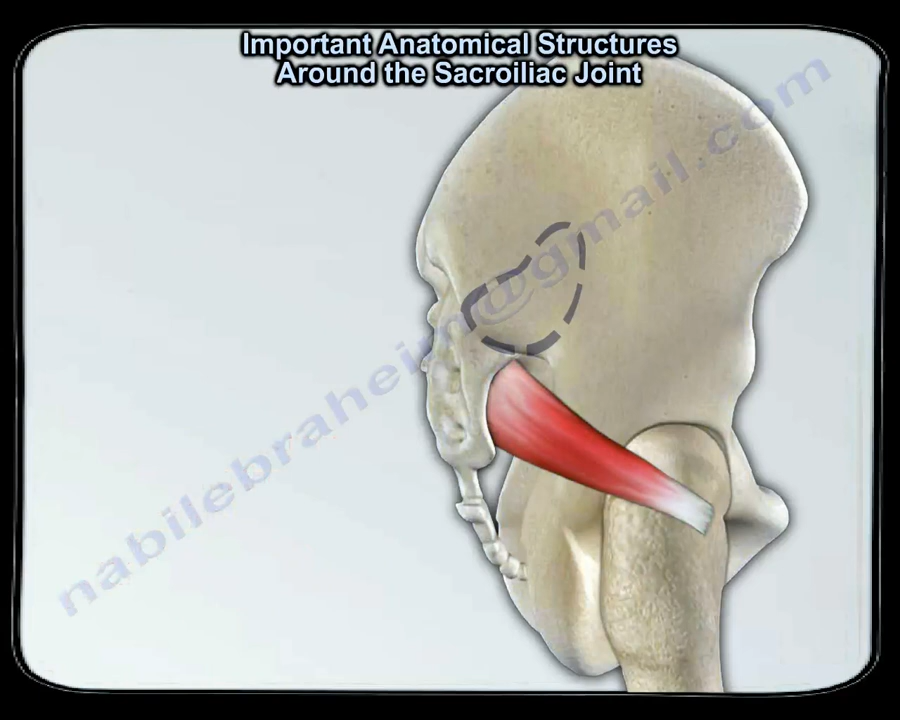 Important Anatomical Structures
Around the Sacroiliac Joint
nabilebraheim@gmail.com